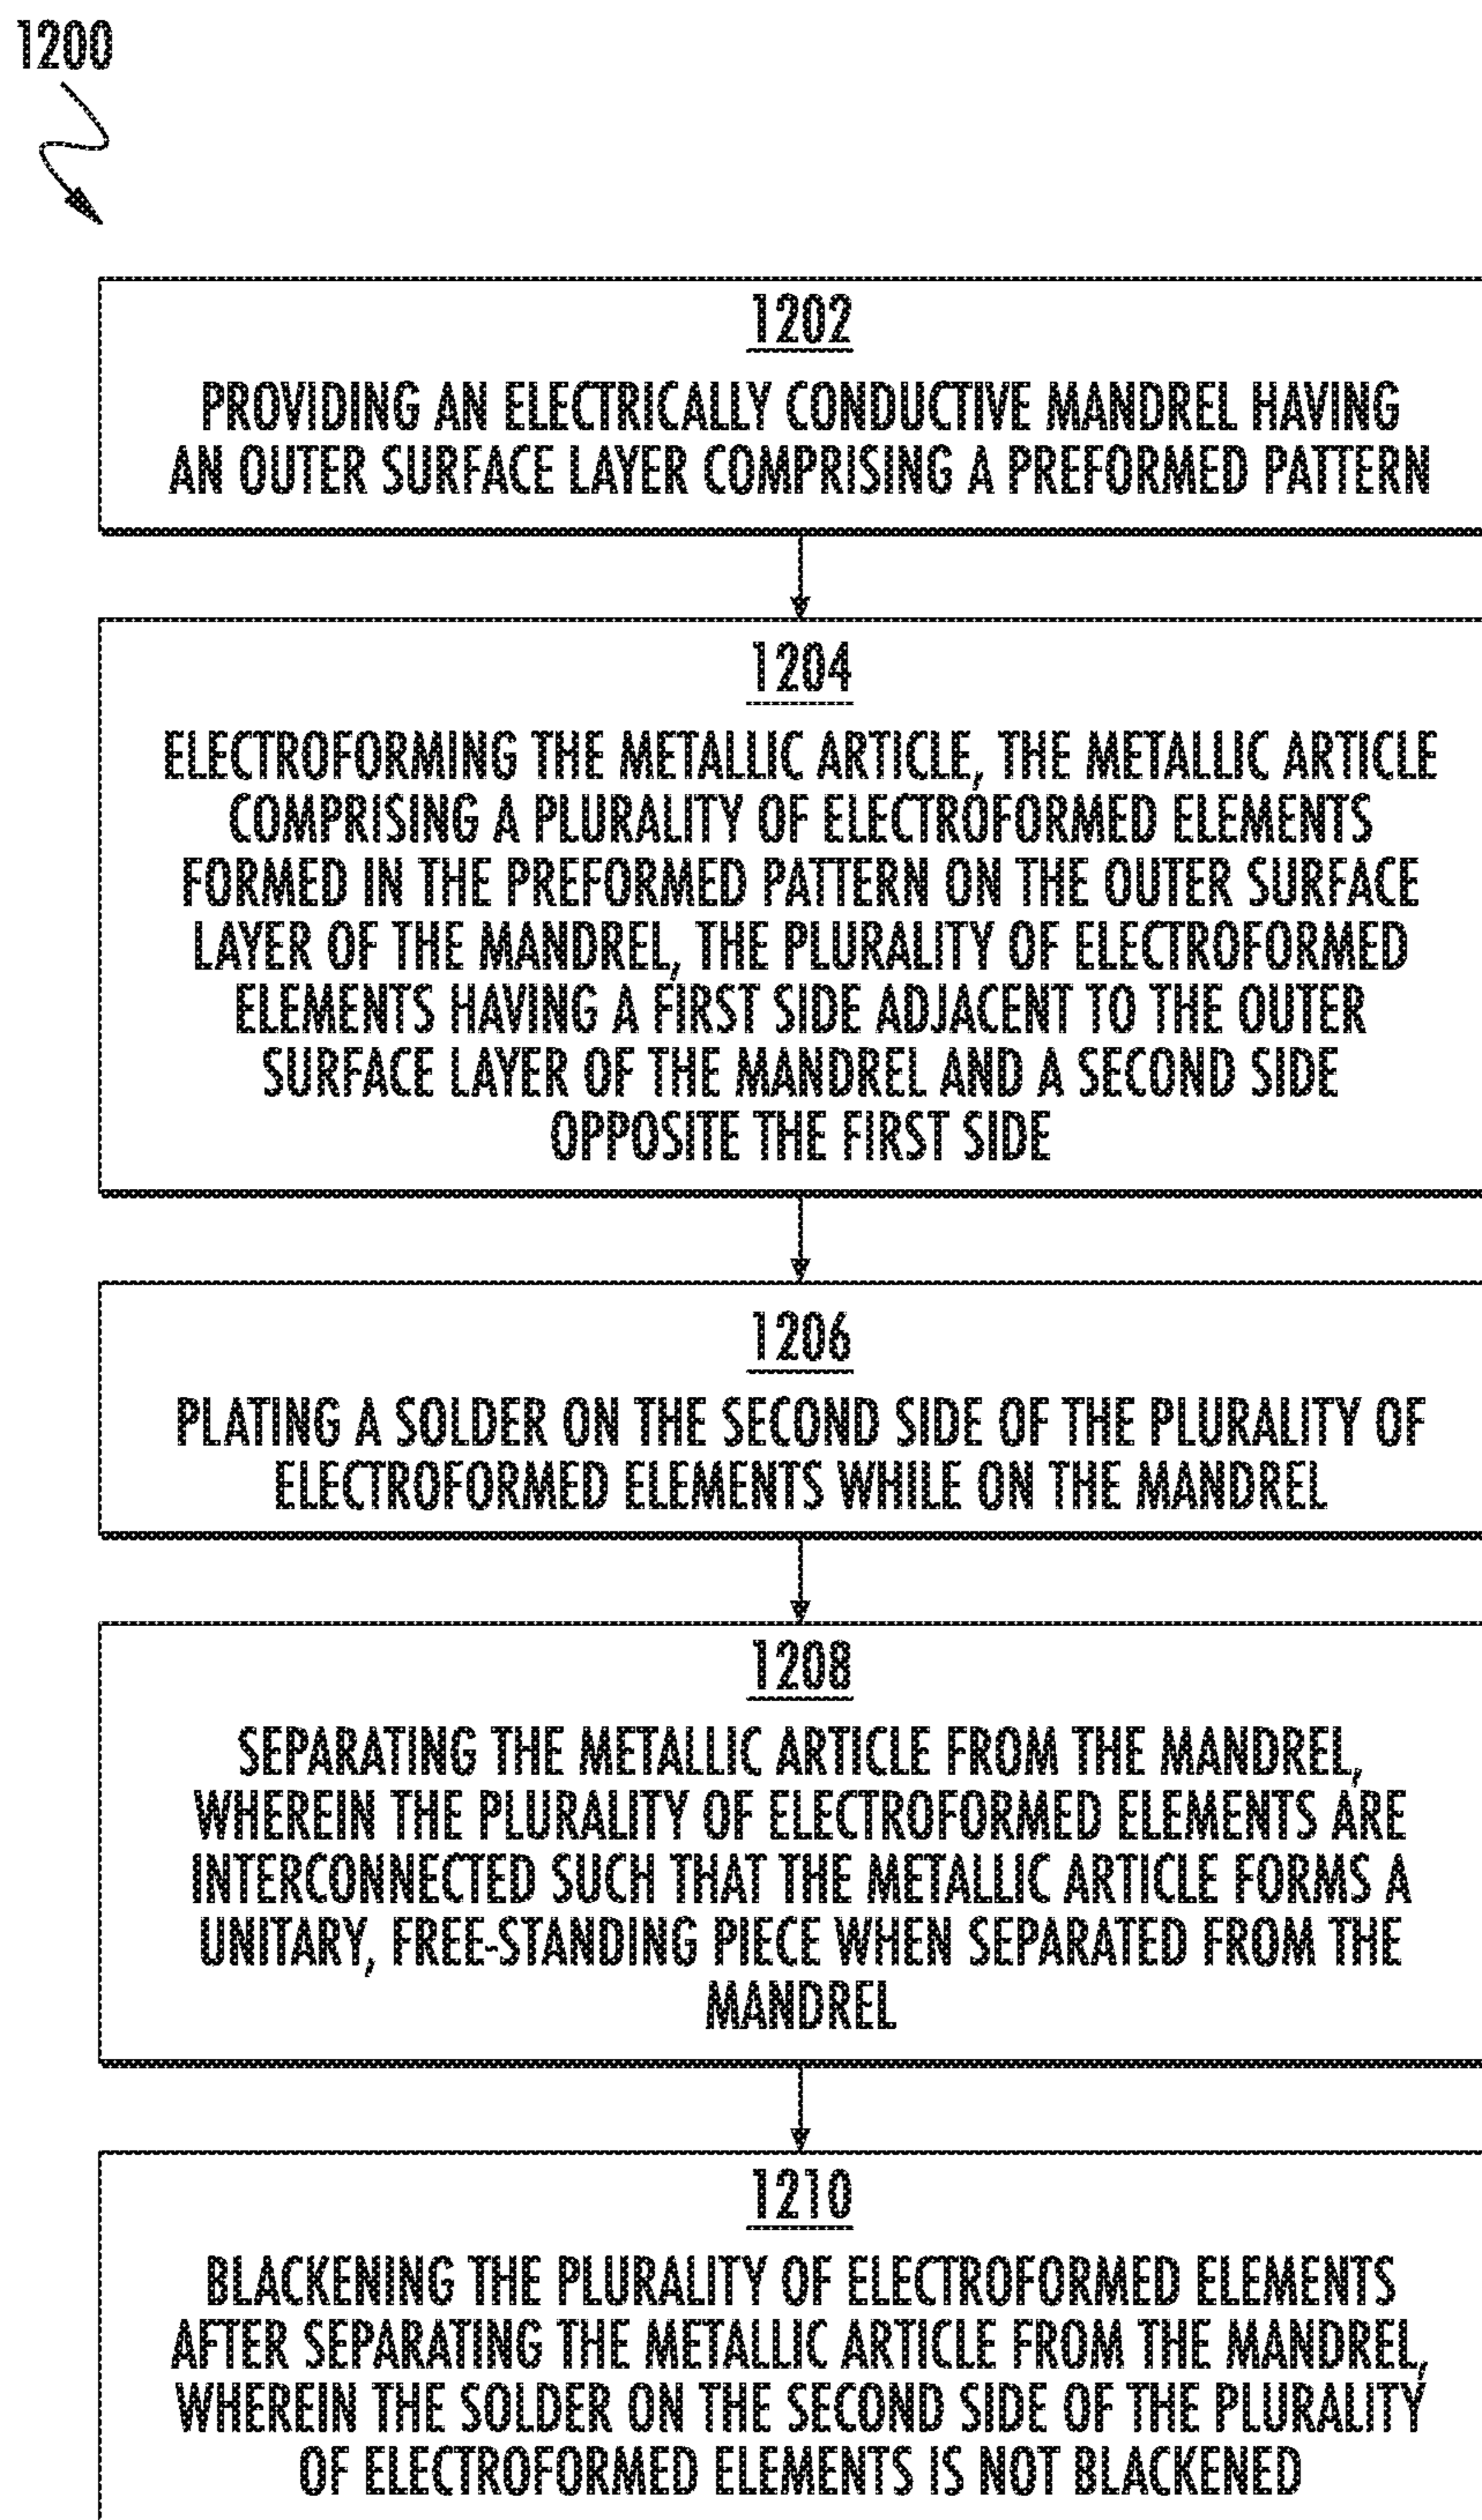 1200
1202
PROVIDING AN ELECTRICALLY CONDUCTIVE MANDREL HAVING
AN OUTER SURFACE LAYER COMPRISING A PREFORMED PATTERN
1204
ELECTROFORMING THE METALLIC ARTICLE, THE METALLIC ARTICLE
COMPRISING A PLURALITY OF ELECTROFORMED ELEMENTS
FORMED IN THE PREFORMED PATTERN ON THE OUTER SURFACE
LAYER OF THE MANDREL, THE PLURALITY OF ELECTROFORMED
ELEMENTS HAVING A FIRST SIDE ADJACENT TO THE OUTER
SURFACE LAYER OF THE MANDREL AND A SECOND SIDE
OPPOSITE THE FIRST SIDE
1206
PLATING A SOLDER ON THE SECOND SIDE OF THE PLURALITY OF
ELECTROFORMED ELEMENTS WHILE ON THE MANDREL
1208
SEPARATING THE METALLIC ARTICLE FROM THE MANDREL,
WHEREIN THE PLURALITY OF ELECTROFORMED ELEMENTS ARE
INTERCONNECTED SUCH THAT THE METALLIC ARTICLE FORMS A
UNITARY, FREE-STANDING PIECE WHEN SEPARATED FROM THE
MANDREL
1210
BLACKENING THE PLURALITY OF ELECTROFORMED ELEMENTS
AFTER SEPARATING THE METALLIC ARTICLE FROM THE MANDREL,
WHEREIN THE SOLDER ON THE SECOND SIDE OF THE PLURALITY
OF ELECTROFORMED ELEMENTS IS NOT BLACKENED